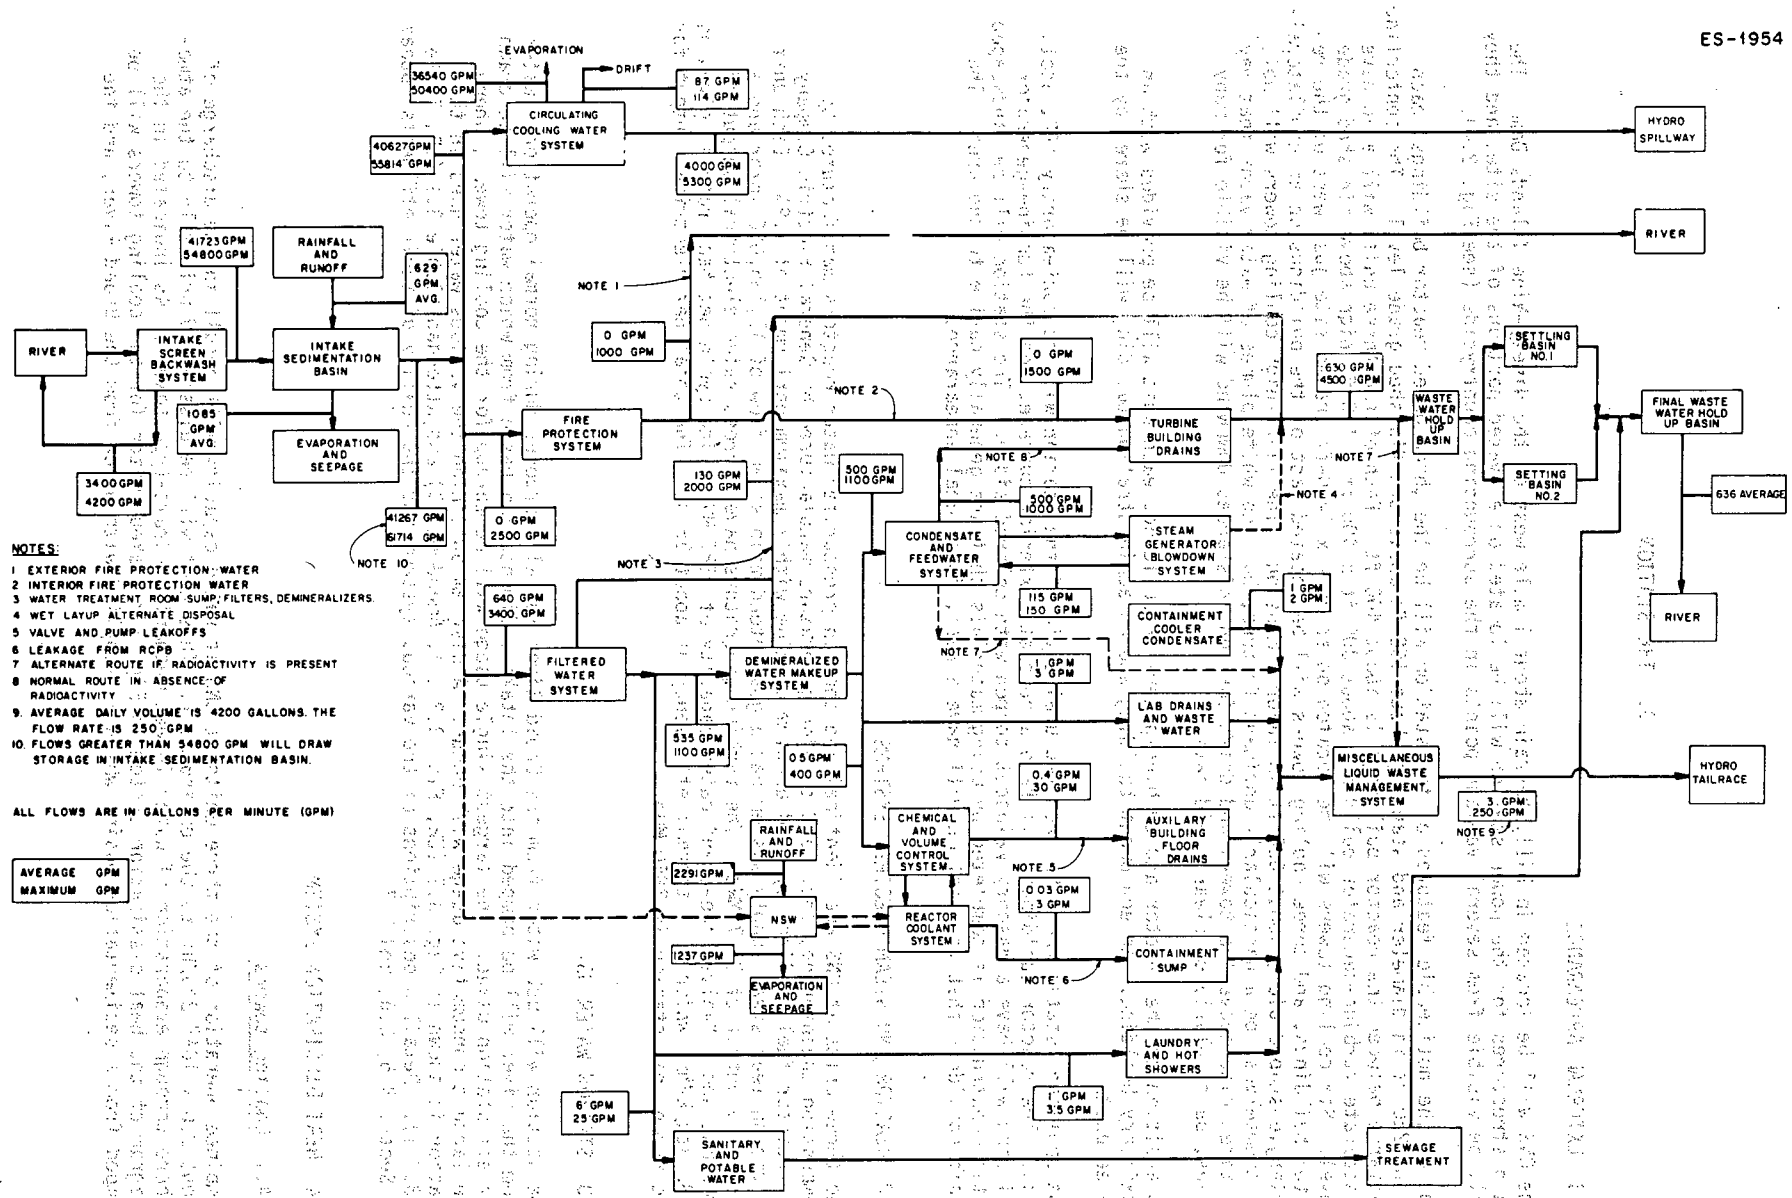 ES-1954
EVAPORATION
DRIFT
36540 GPM
50400 GPM
87 GPM
114 GPM
CIRCULATING
COOLING WATER
SYSTEM
HYDRO
SPILLWAY
40627 GPM
55814 GPM
4000 GPM
5300 GPM
41723 GPM
54800 GPM
RAINFALL
AND
RUNOFF
629
GPM
AVG.
RIVER
NOTE 1
0 GPM
1000 GPM
RIVER
INTAKE
SCREEN
BACKWASH
SYSTEM
INTAKE
SEDIMENTATION
BASIN
0 GPM
1500 GPM
630 GPM
4500 GPM
SETTLING
BASIN
NO.1
NOTE 2
1085
GPM
AVG.
EVAPORATION
AND
SEEPAGE
FIRE
PROTECTION
SYSTEM
TURBINE
BUILDING
DRAINS
WASTE
WATER
HOLD
UP
BASIN
FINAL WASTE
WATER HOLD
UP BASIN
NOTE 8
NOTE 7
3400 GPM
4200 GPM
130 GPM
2000 GPM
500 GPM
1100 GPM
500 GPM
1000 GPM
NOTE 4
SETTING
BASIN
NO.2
636 AVERAGE
41267 GPM
61714 GPM
0 GPM
2500 GPM
NOTE 10
NOTE 3
CONDENSATE
AND
FEEDWATER
SYSTEM
STEAM
GENERATOR
BLOWDOWN
SYSTEM
NOTES:
1 EXTERIOR FIRE PROTECTION WATER
2 INTERIOR FIRE PROTECTION WATER
3 WATER TREATMENT ROOM SUMP, FILTERS, DEMINERALIZERS.
4 WET LAYUP ALTERNATE DISPOSAL
5 VALVE AND PUMP LEAKOFFS
6 LEAKAGE FROM RCPB
7 ALTERNATE ROUTE IF RADIOACTIVITY IS PRESENT
8 NORMAL ROUTE IN ABSENCE OF
RADIOACTIVITY
9. AVERAGE DAILY VOLUME IS 4200 GALLONS. THE
FLOW RATE IS 250 GPM
10. FLOWS GREATER THAN 54800 GPM WILL DRAW
STORAGE IN INTAKE SEDIMENTATION BASIN.
ALL FLOWS ARE IN GALLONS PER MINUTE (GPM)
AVERAGE GPM
MAXIMUM GPM
640 GPM
3400 GPM
115 GPM
150 GPM
CONTAINMENT
COOLER
CONDENSATE
1 GPM
2 GPM
RIVER
FILTERED
WATER
SYSTEM
DEMINERALIZED
WATER MAKEUP
SYSTEM
NOTE 7
1 GPM
3 GPM
535 GPM
1100 GPM
LAB DRAINS
AND WASTE
WATER
0.5 GPM
400 GPM
0.4 GPM
30 GPM
MISCELLANEOUS
LIQUID WASTE
MANAGEMENT
SYSTEM
HYDRO
TAILRACE
3 GPM
250 GPM
NOTE 9
RAINFALL
AND
RUNOFF
CHEMICAL
AND
VOLUME
CONTROL
SYSTEM
AUXILARY
BUILDING
FLOOR
DRAINS
NOTE 5
2291 GPM
0.03 GPM
3 GPM
NSW
REACTOR
COOLANT
SYSTEM
1237 GPM
CONTAINMENT
SUMP
NOTE 6
EVAPORATION
AND
SEEPAGE
LAUNDRY
AND HOT
SHOWERS
6 GPM
25 GPM
1 GPM
3.5 GPM
SANITARY
AND
POTABLE
WATER
SEWAGE
TREATMENT